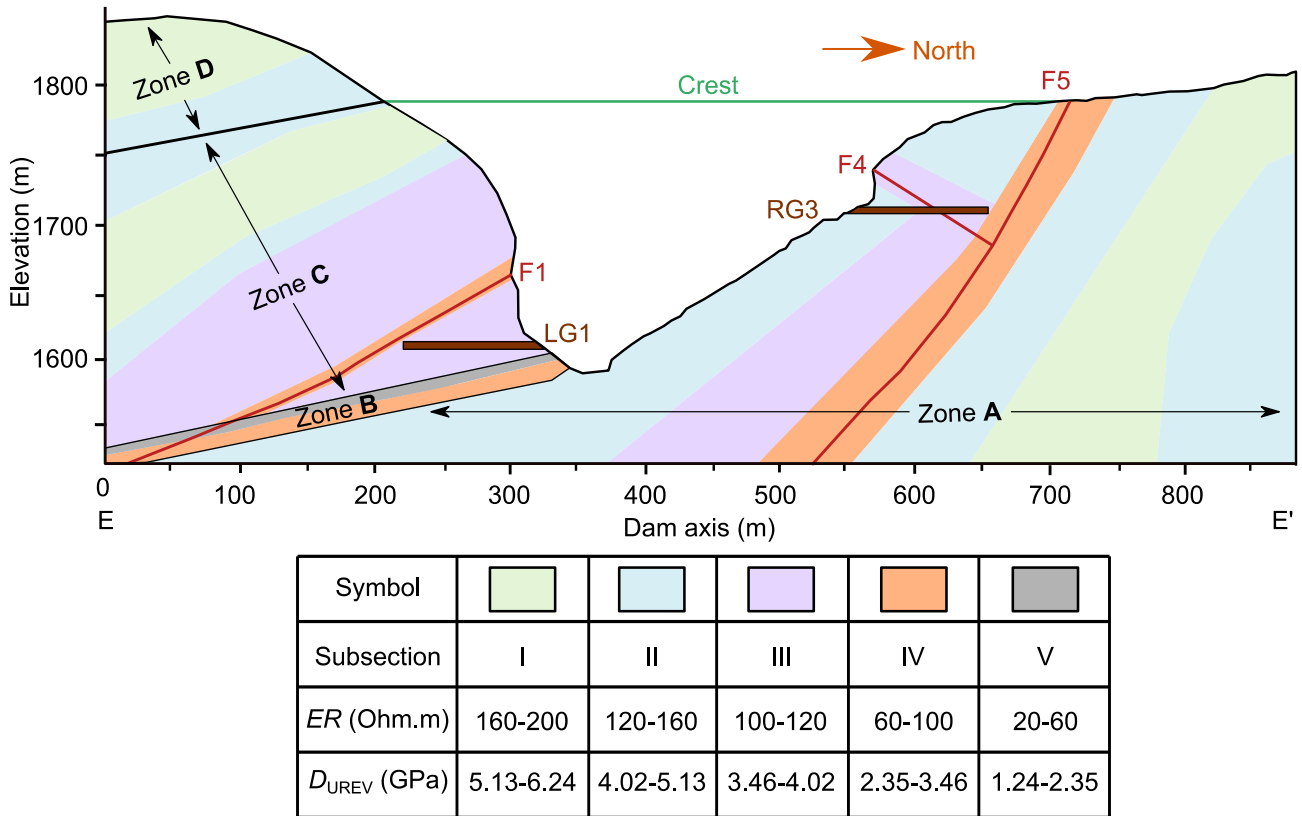 North
Crest
F5
Zone D
F4
RG3
Zone C
F1
LG1
Zone B
Zone A
Elevation (m)
1800
1700
1600
0 100 200 300 400 500 600 700 800
E Dam axis (m) E'
Symbol
Subsection I II III IV V
ER (Ohm.m) 160-200 120-160 100-120 60-100 20-60
DUREV (GPa) 5.13-6.24 4.02-5.13 3.46-4.02 2.35-3.46 1.24-2.35